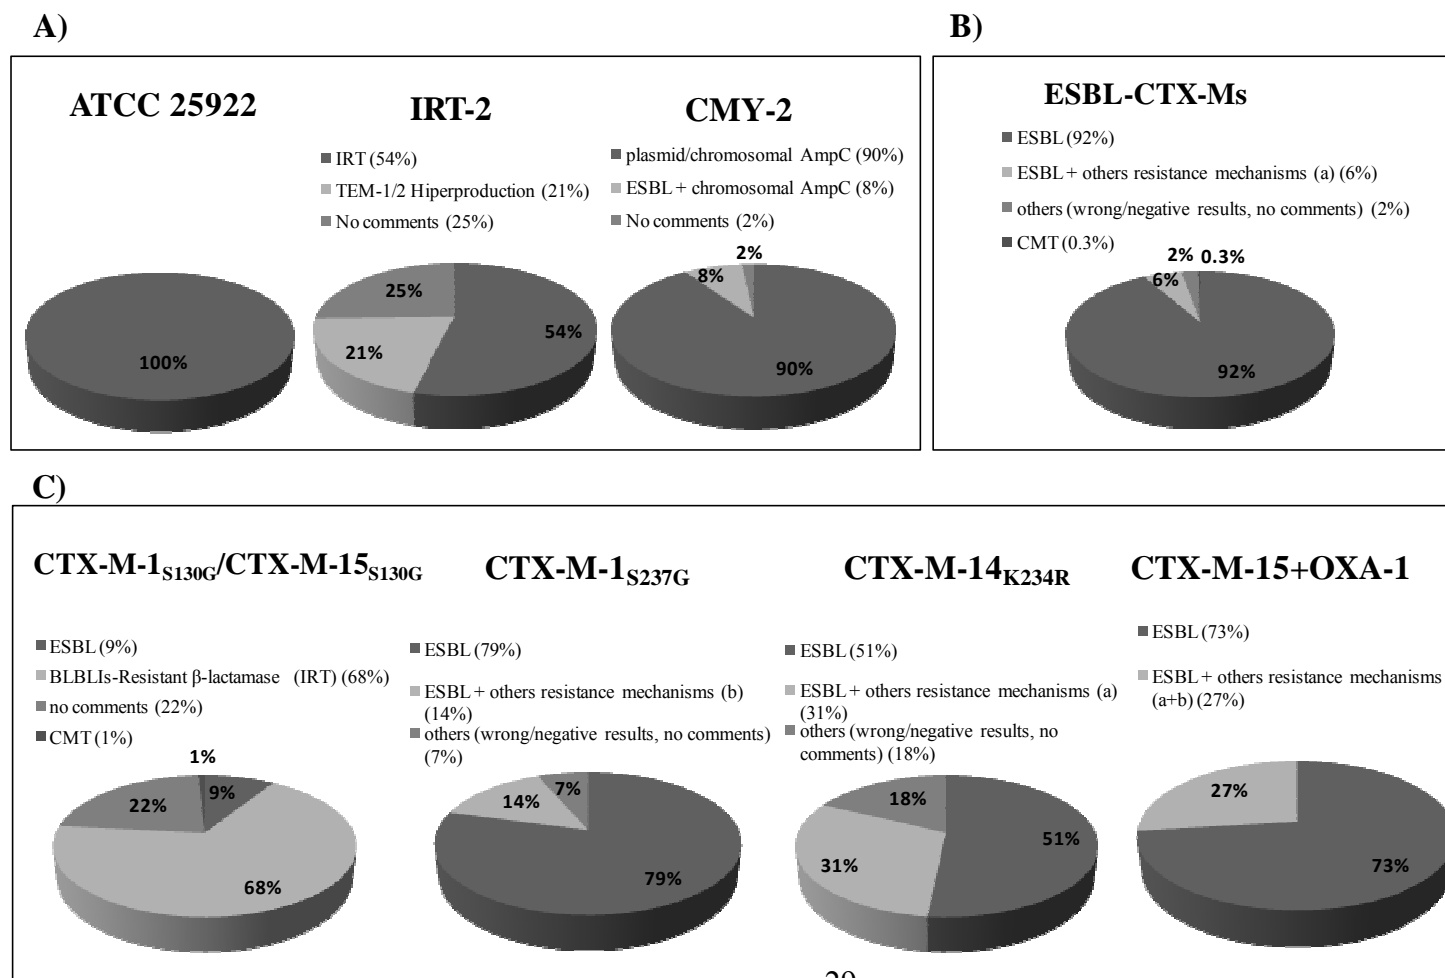 A)
ATCC 25922
100%
IRT-2
IRT (54%)
TEM-1/2 Hiperproduction (21%)
No comments (25%)
25%
54%
21%
CMY-2
plasmid/chromosomal AmpC (90%)
ESBL + chromosomal AmpC (8%)
No comments (2%)
2%
8%
90%
B)
ESBL-CTX-Ms
ESBL (92%)
ESBL + others resistance mechanisms (a) (6%)
others (wrong/negative results, no comments) (2%)
CMT (0.3%)
2% 0.3%
6%
92%
C)
CTX-M-1S130G/CTX-M-15S130G
ESBL (9%)
BLBLIs-Resistant β-lactamase (IRT) (68%)
no comments (22%)
CMT (1%)
1%
9%
22%
68%
CTX-M-1S237G
ESBL (79%)
ESBL + others resistance mechanisms (b)
(14%)
others (wrong/negative results, no comments)
(7%)
7%
14%
79%
CTX-M-14K234R
ESBL (51%)
ESBL + others resistance mechanisms (a)
(31%)
others (wrong/negative results, no
comments) (18%)
18%
51%
31%
CTX-M-15+OXA-1
ESBL (73%)
ESBL + others resistance mechanisms
(a+b) (27%)
27%
73%